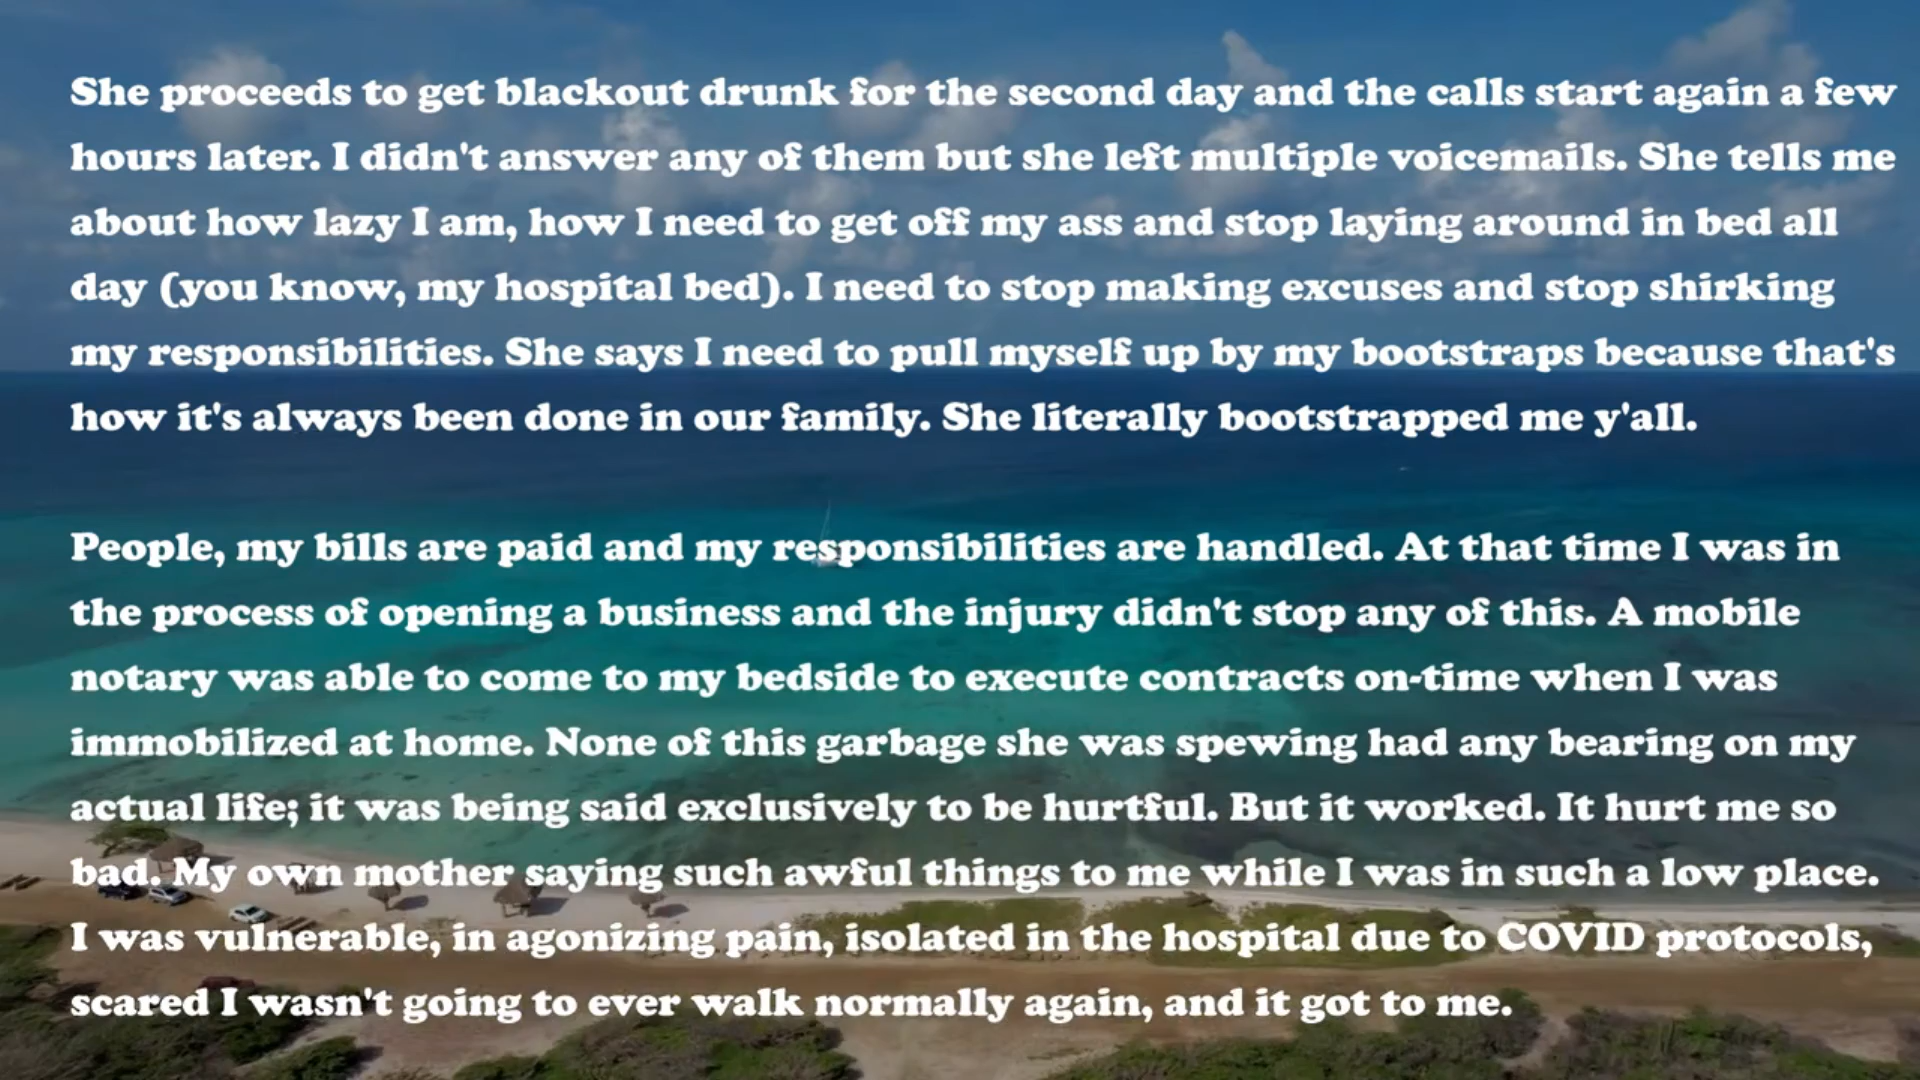 She proceeds to get blackout drunk for the second day and the calls start again a few
hours later. I didn't answer any of them but she left multiple voicemails. She tells me
about how lazy I am, how I need to get off my ass and stop laying around in bed all
day (you know, my hospital bed). I need to stop making excuses and stop shirking
my responsibilities. She says I need to pull myself up by my bootstraps because that's
how it's always been done in our family. She literally bootstrapped me y'all.
People, my bills are paid and my responsibilities are handled. At that time I was in
the process of opening a business and the injury didn't stop any of this. A mobile
notary was able to come to my bedside to execute contracts on-time when I was
immobilized at home. None of this garbage she was spewing had any bearing on my
actual life; it was being said exclusively to be hurtful. But it worked. It hurt me so
bad. My own mother saying such awful things to me while I was in such a low place.
I was vulnerable, in agonizing pain, isolated in the hospital due to COVID protocols,
scared I wasn't going to ever walk normally again, and it got to me.